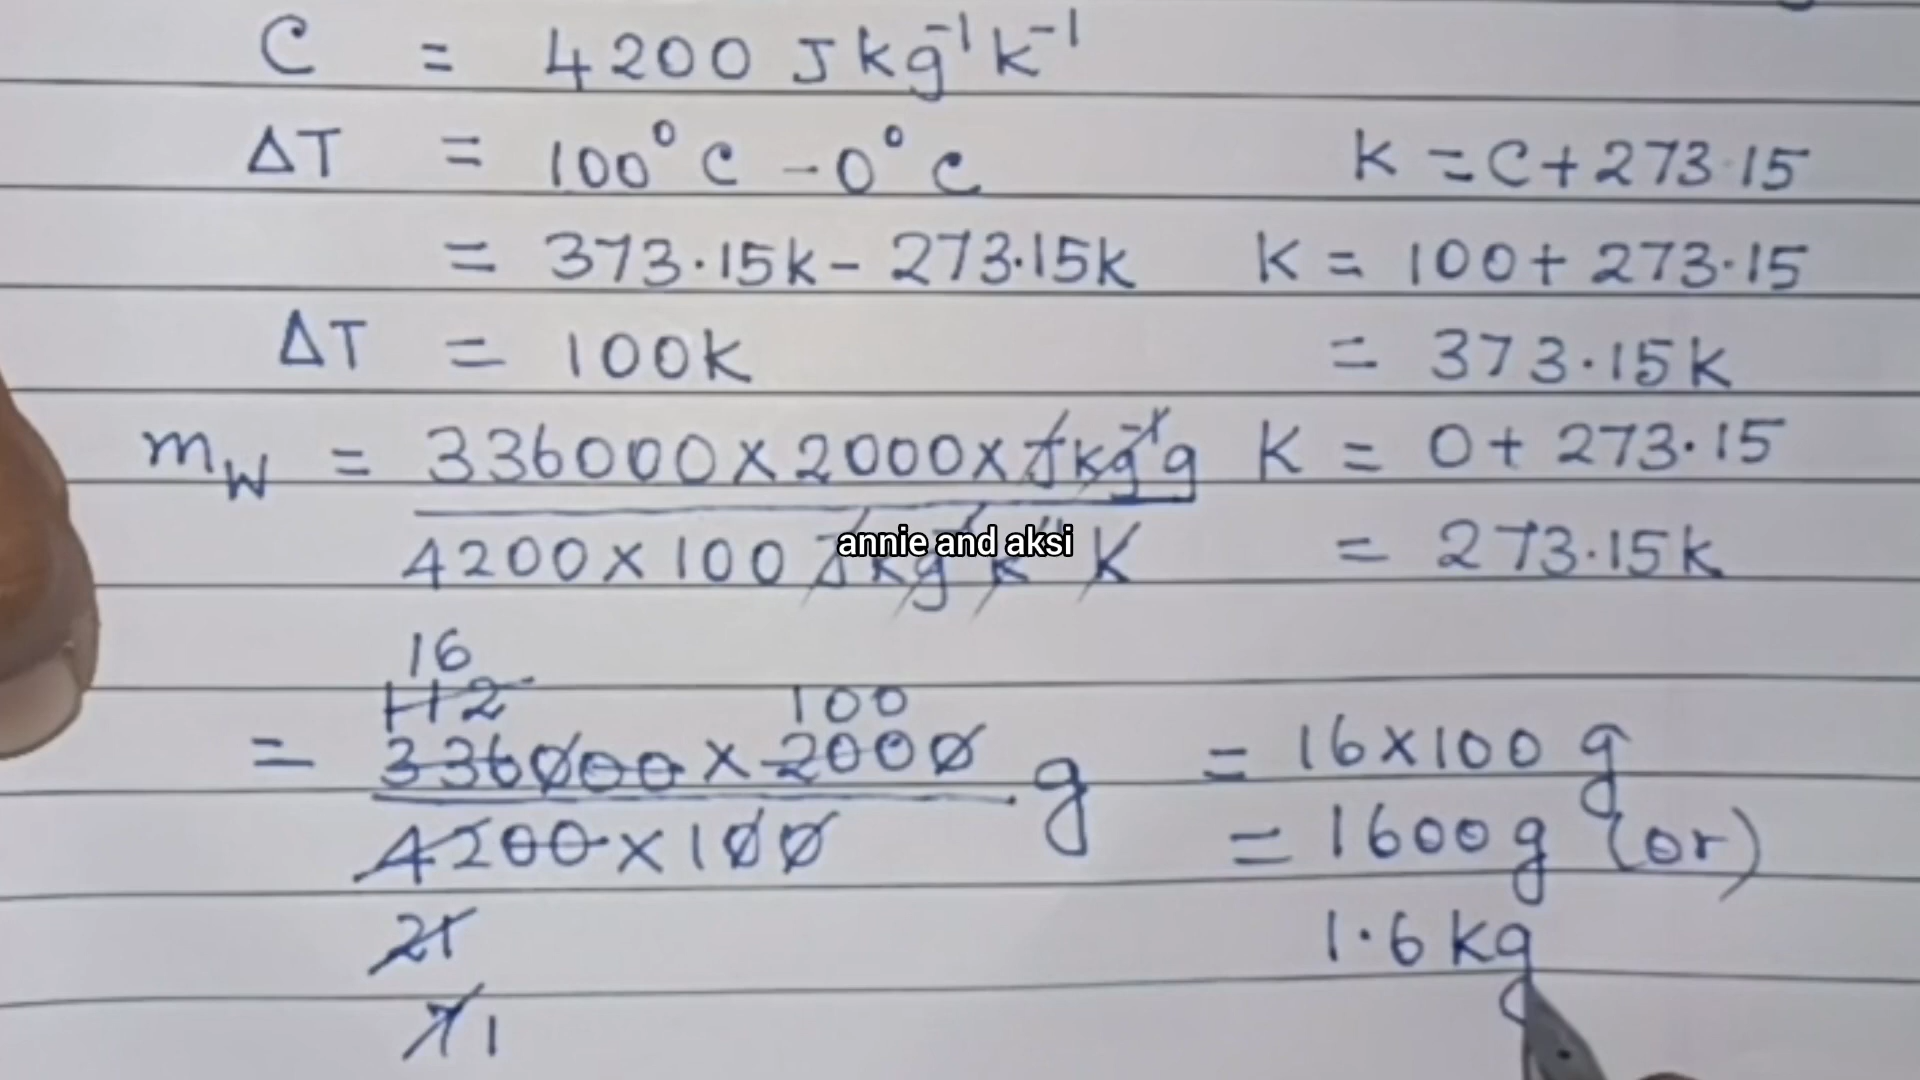 C = 4200 J kg⁻¹ k⁻¹
ΔT = 100°C - 0°C K = C + 273.15
= 373.15k - 273.15k K = 100 + 273.15
ΔT = 100k = 373.15k
m_W = 336000 x 2000 x J kg⁻¹ g K = 0 + 273.15
annie and aksi
4200 x 100 J kg⁻¹ k⁻¹ K = 273.15k
16
112 100
= 336000 x 2000 g = 16 x 100 g
4200 x 100 = 1600g (or)
21 1.6 kg
7 1